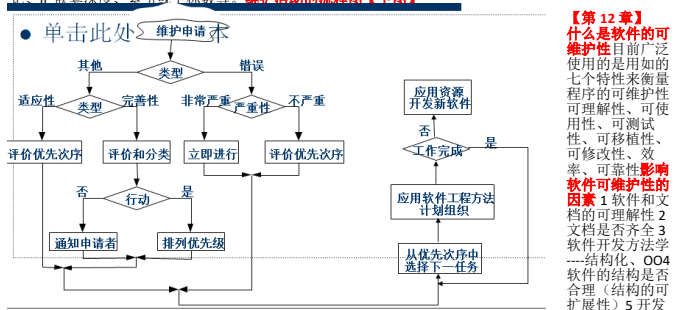 维护申请
● 单击此处
本
其他
错误
类型
适应性
类型
完善性
非常严重
严重性
不严重
评价优先次序
评价和分类
立即进行
评价优先次序
否
行动
是
通知申请者
排列优先级
应用资源
开发新软件
否
是
工作完成
应用软件工程方法
计划组织
从优先次序中
选择下一任务
【第 12 章】
什么是软件的可
维护性目前广泛
使用的是用如的
七个特性来衡量
程序的可维护性
可理解性、可使
用性、可测试
性、可移植性、
可修改性、效
率、可靠性影响
软件可维护性的
因素 1 软件和文
档的可理解性 2
文档是否齐全 3
软件开发方法学
----结构化、OO4
软件的结构是否
合理（结构的可
扩展性）5 开发